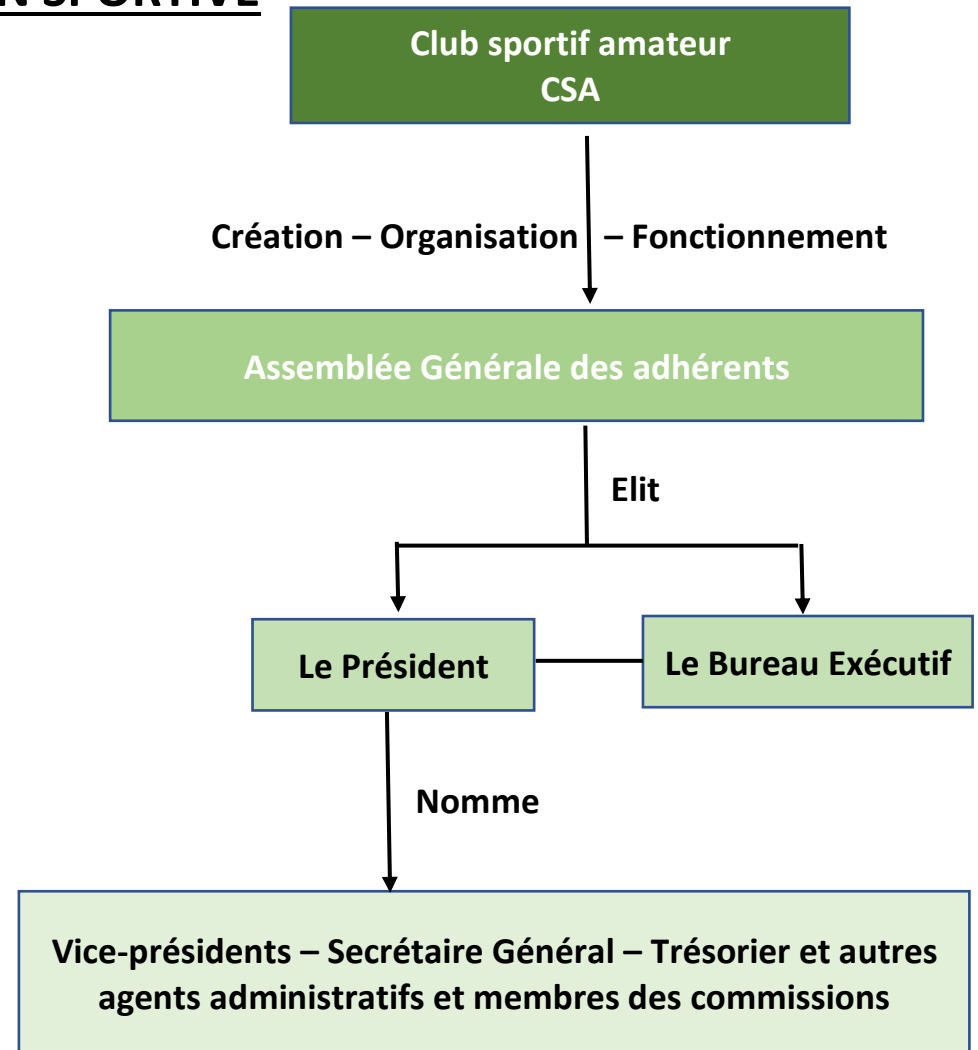 SPORTIVE
Club sportif amateur
CSA
Création – Organisation – Fonctionnement
Assemblée Générale des adhérents
Elit
Le Président
Le Bureau Exécutif
Nomme
Vice-présidents – Secrétaire Général – Trésorier et autres
agents administratifs et membres des commissions